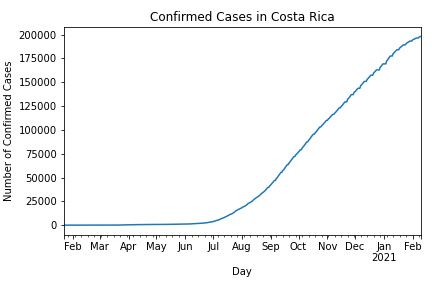 Confirmed Cases in Costa Rica
200000
175000
150000
125000
100000
75000
50000
25000
0
Number of Confirmed Cases
Feb Mar Apr May Jun Jul Aug Sep Oct Nov Dec Jan Feb
2021
Day